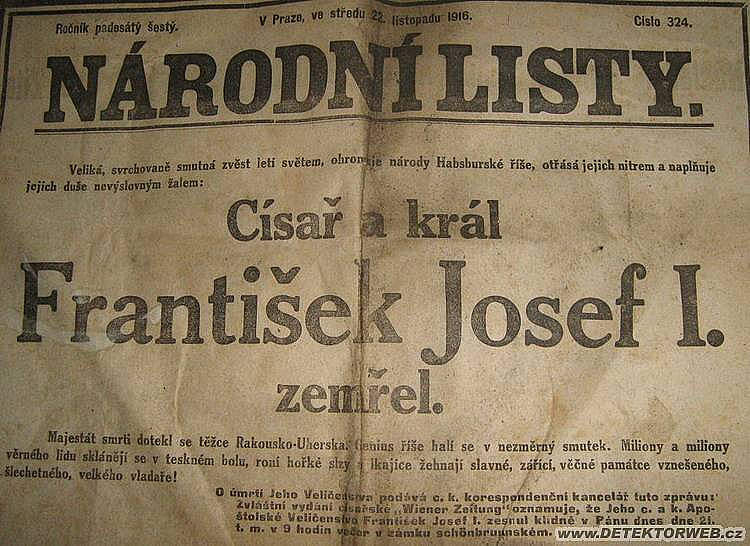 Ročník padesátý šestý. V Praze, ve středu 22. listopadu 1916. Číslo 324.
NÁRODNÍ LISTY.
Veliká, svrchovaně smutná zvěst letí světem, ohromuje národy Habsburské říše, otřásá jejich nitrem a naplňuje
jejich duše nevýslovným žalem:
Císař a král
František Josef I.
zemřel.
Majestát smrti dotekl se těžce Rakousko-Uherska. Genius říše halí se v nezměrný smutek. Miliony a miliony
věrného lidu sklánějí se v teskném bolu, roní hořké slzy a lkajíce žehnají slavné, zářící, věčné památce vznešeného,
šlechetného, velkého vladaře!
O úmrtí Jeho Veličenstva podává c. k. korespondenční kancelář tuto zprávu:
Zvláštní vydání císařské „Wiener Zeitung" oznamuje, že Jeho c. a k. Apo-
štolské Veličenstvo František Josef I. zesnul klidně v Pánu dnes dne 21.
t. m. v 9 hodin večer v zámku schönbrunnském.
www.DETEKTORWEB.cz